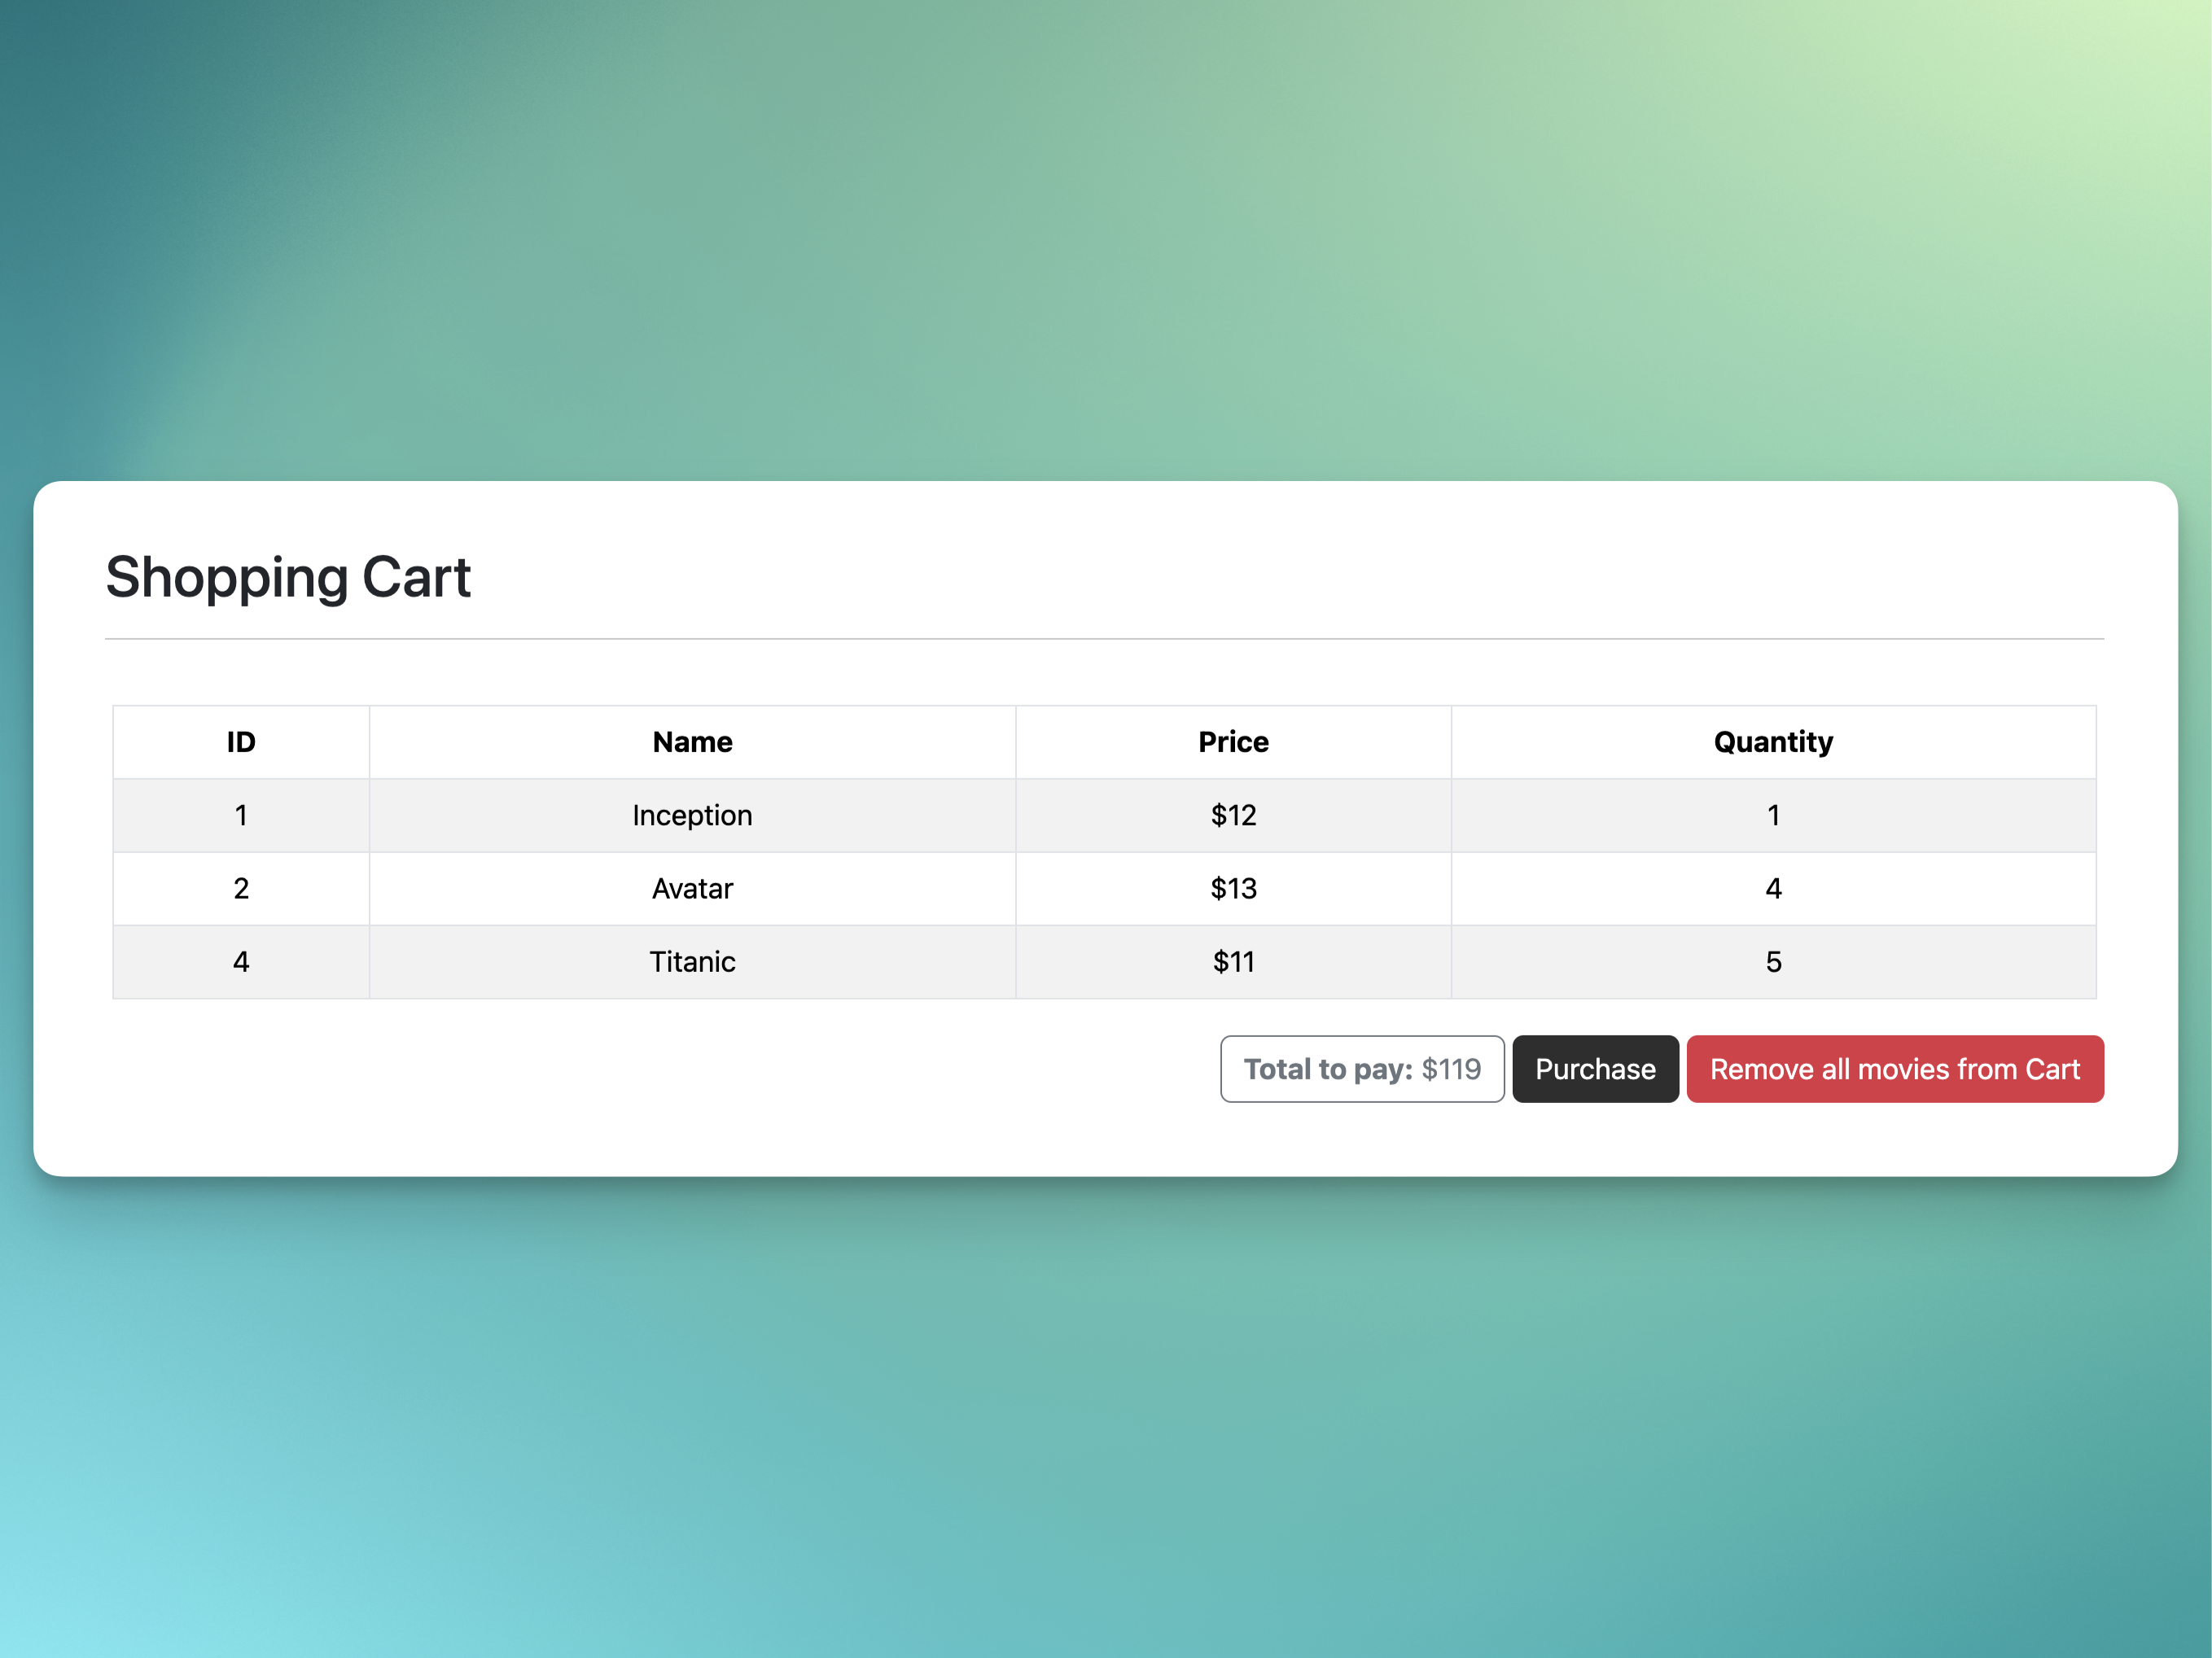 Shopping Cart
ID Name Price Quantity
1 Inception $12 1
2 Avatar $13 4
4 Titanic $11 5
Total to pay: $119 Purchase Remove all movies from Cart